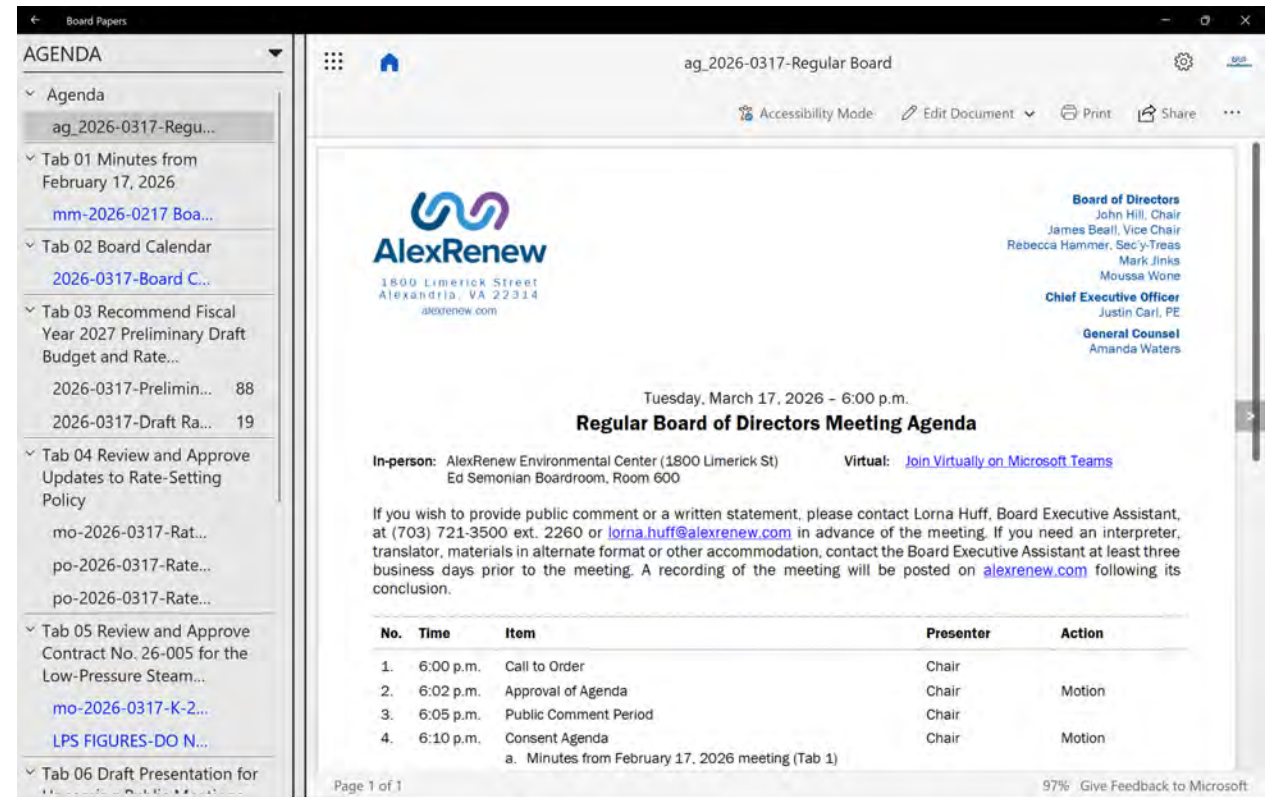 Board Papers
AGENDA
Agenda
ag_2026-0317-Regu...
Tab 01 Minutes from
February 17, 2026
mm-2026-0217 Boa...
Tab 02 Board Calendar
2026-0317-Board C...
Tab 03 Recommend Fiscal
Year 2027 Preliminary Draft
Budget and Rate...
2026-0317-Prelimin... 88
2026-0317-Draft Ra... 19
Tab 04 Review and Approve
Updates to Rate-Setting
Policy
mo-2026-0317-Rat...
po-2026-0317-Rate...
po-2026-0317-Rate...
Tab 05 Review and Approve
Contract No. 26-005 for the
Low-Pressure Steam...
mo-2026-0317-K-2...
LPS FIGURES-DO N...
Tab 06 Draft Presentation for
ag_2026-0317-Regular Board
Accessibility Mode Edit Document Print Share ...
AlexRenew
1800 Limerick Street
Alexandria, VA 22314
alexrenew.com
Board of Directors
John Hill, Chair
James Beall, Vice Chair
Rebecca Hammer, Sec'y-Treas
Mark Jinks
Moussa Wone
Chief Executive Officer
Justin Carl, PE
General Counsel
Amanda Waters
Tuesday, March 17, 2026 – 6:00 p.m.
Regular Board of Directors Meeting Agenda
In-person: AlexRenew Environmental Center (1800 Limerick St) Virtual: Join Virtually on Microsoft Teams
Ed Semonian Boardroom, Room 600
If you wish to provide public comment or a written statement, please contact Lorna Huff, Board Executive Assistant,
at (703) 721-3500 ext. 2260 or lorna.huff@alexrenew.com in advance of the meeting. If you need an interpreter,
translator, materials in alternate format or other accommodation, contact the Board Executive Assistant at least three
business days prior to the meeting. A recording of the meeting will be posted on alexrenew.com following its
conclusion.
No. Time Item Presenter Action
1. 6:00 p.m. Call to Order Chair
2. 6:02 p.m. Approval of Agenda Chair Motion
3. 6:05 p.m. Public Comment Period Chair
4. 6:10 p.m. Consent Agenda Chair Motion
a. Minutes from February 17, 2026 meeting (Tab 1)
Page 1 of 1
97% Give Feedback to Microsoft